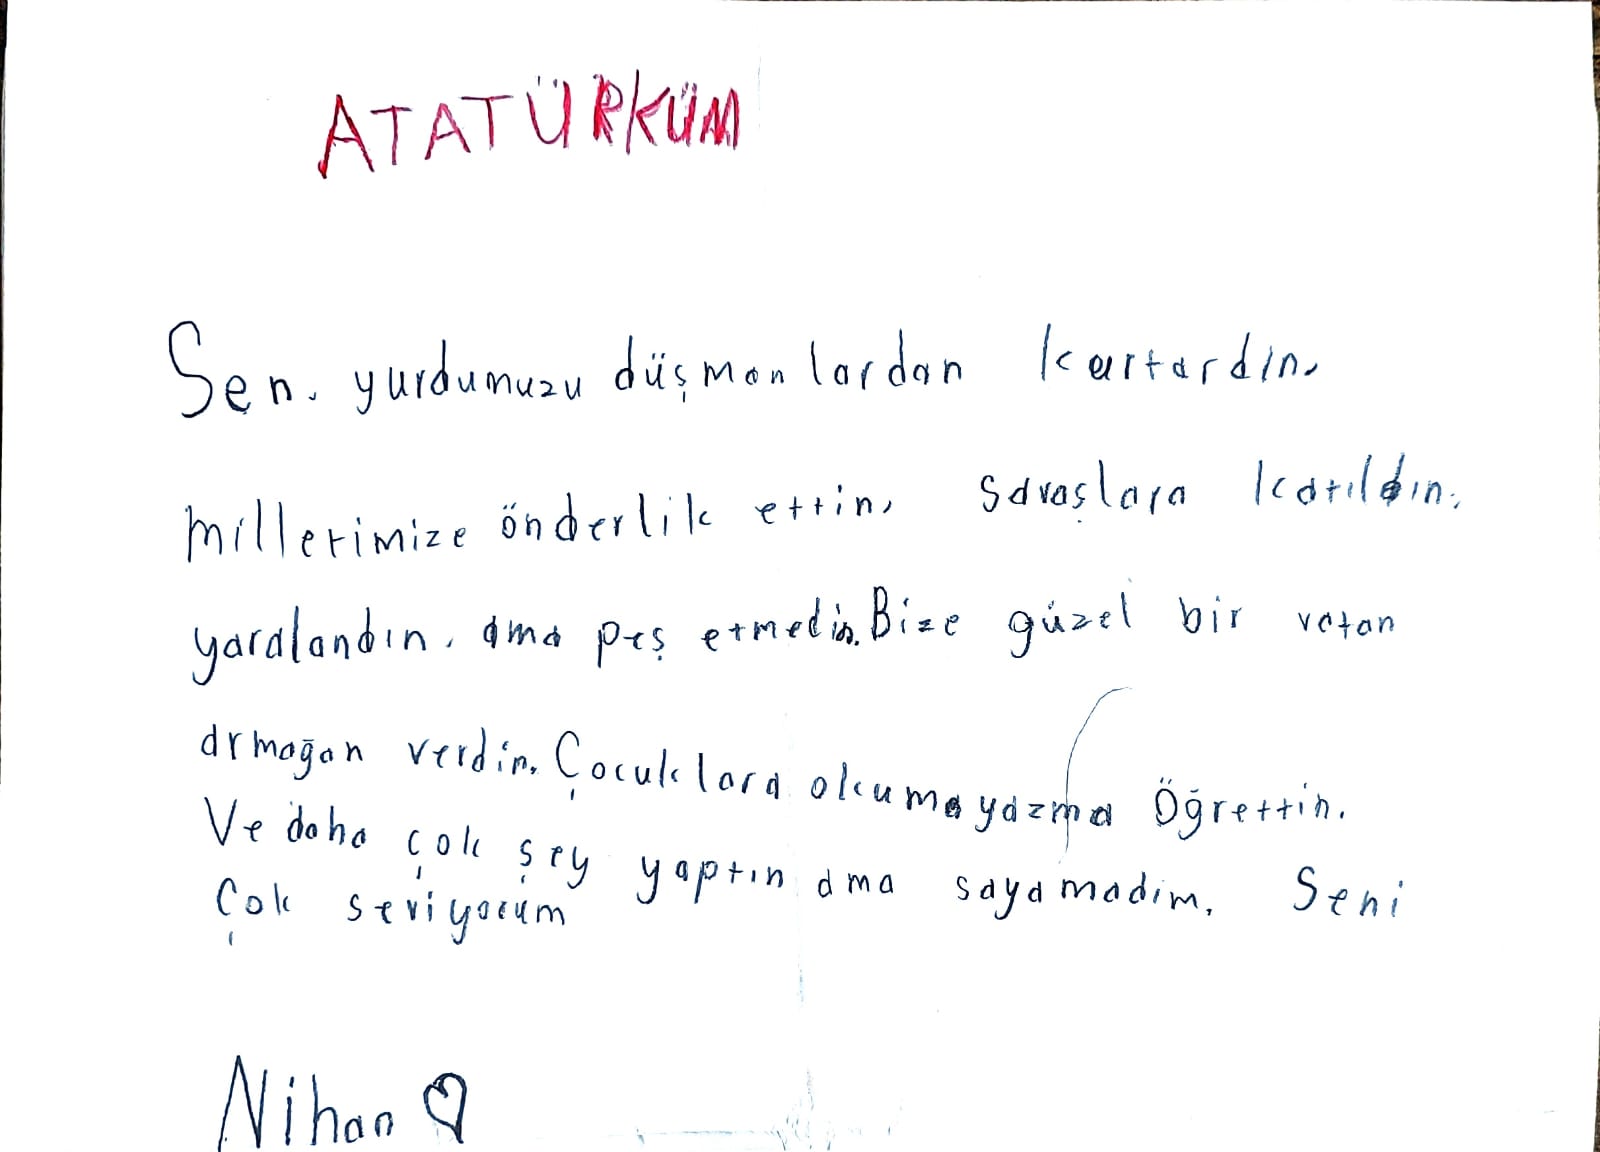 ATATÜRKÜM
Sen, yurdumuzu düşmanlardan kurtardın,
milletimize önderlik ettin, savaşlara katıldın,
yaralandın, ama pes etmedin. Bize güzel bir vatan
armağan verdin. Çocuklara okuma yazma Öğrettin.
Ve daha çok şey yaptın ama sayamadım. Seni
Çok seviyorum
Nihan ♡